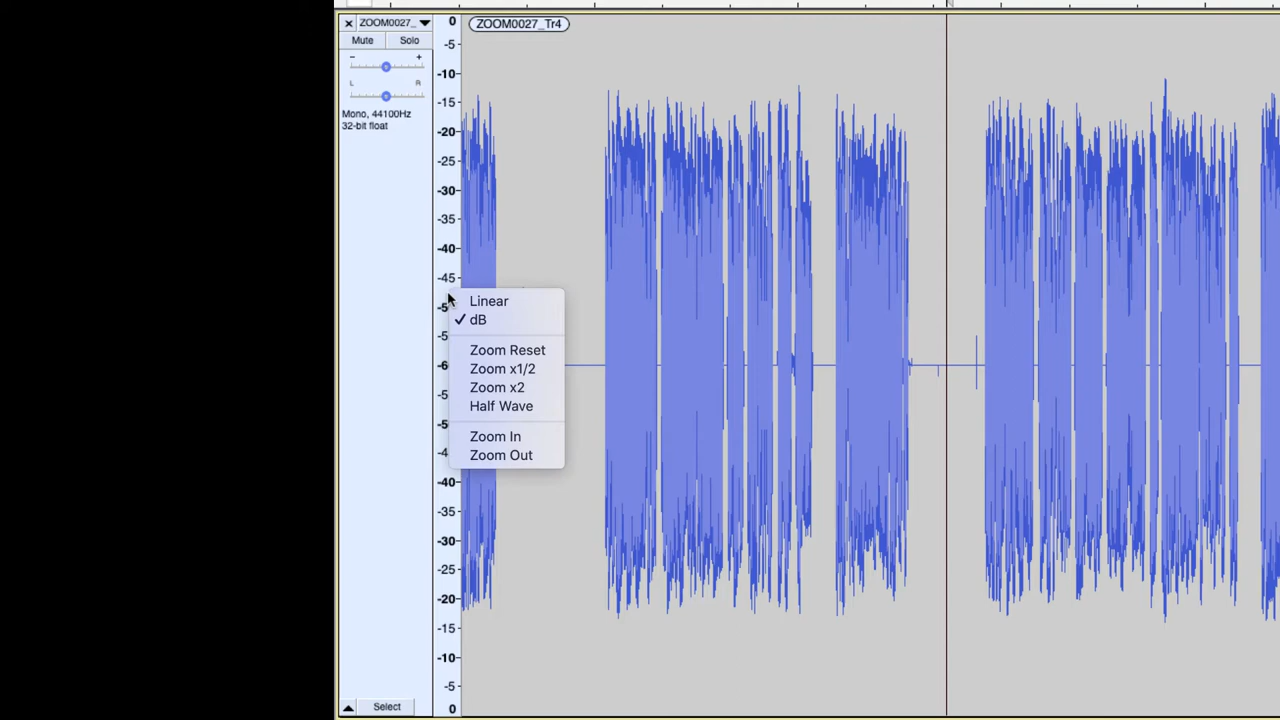 ZOOM0027_
Mute Solo
- +
L R
Mono, 44100Hz
32-bit float
Select
0
-5
-10
-15
-20
-25
-30
-35
-40
-45
-40
-35
-30
-25
-20
-15
-10
-5
0
ZOOM0027_Tr4
Linear
✓ dB
Zoom Reset
Zoom x1/2
Zoom x2
Half Wave
Zoom In
Zoom Out